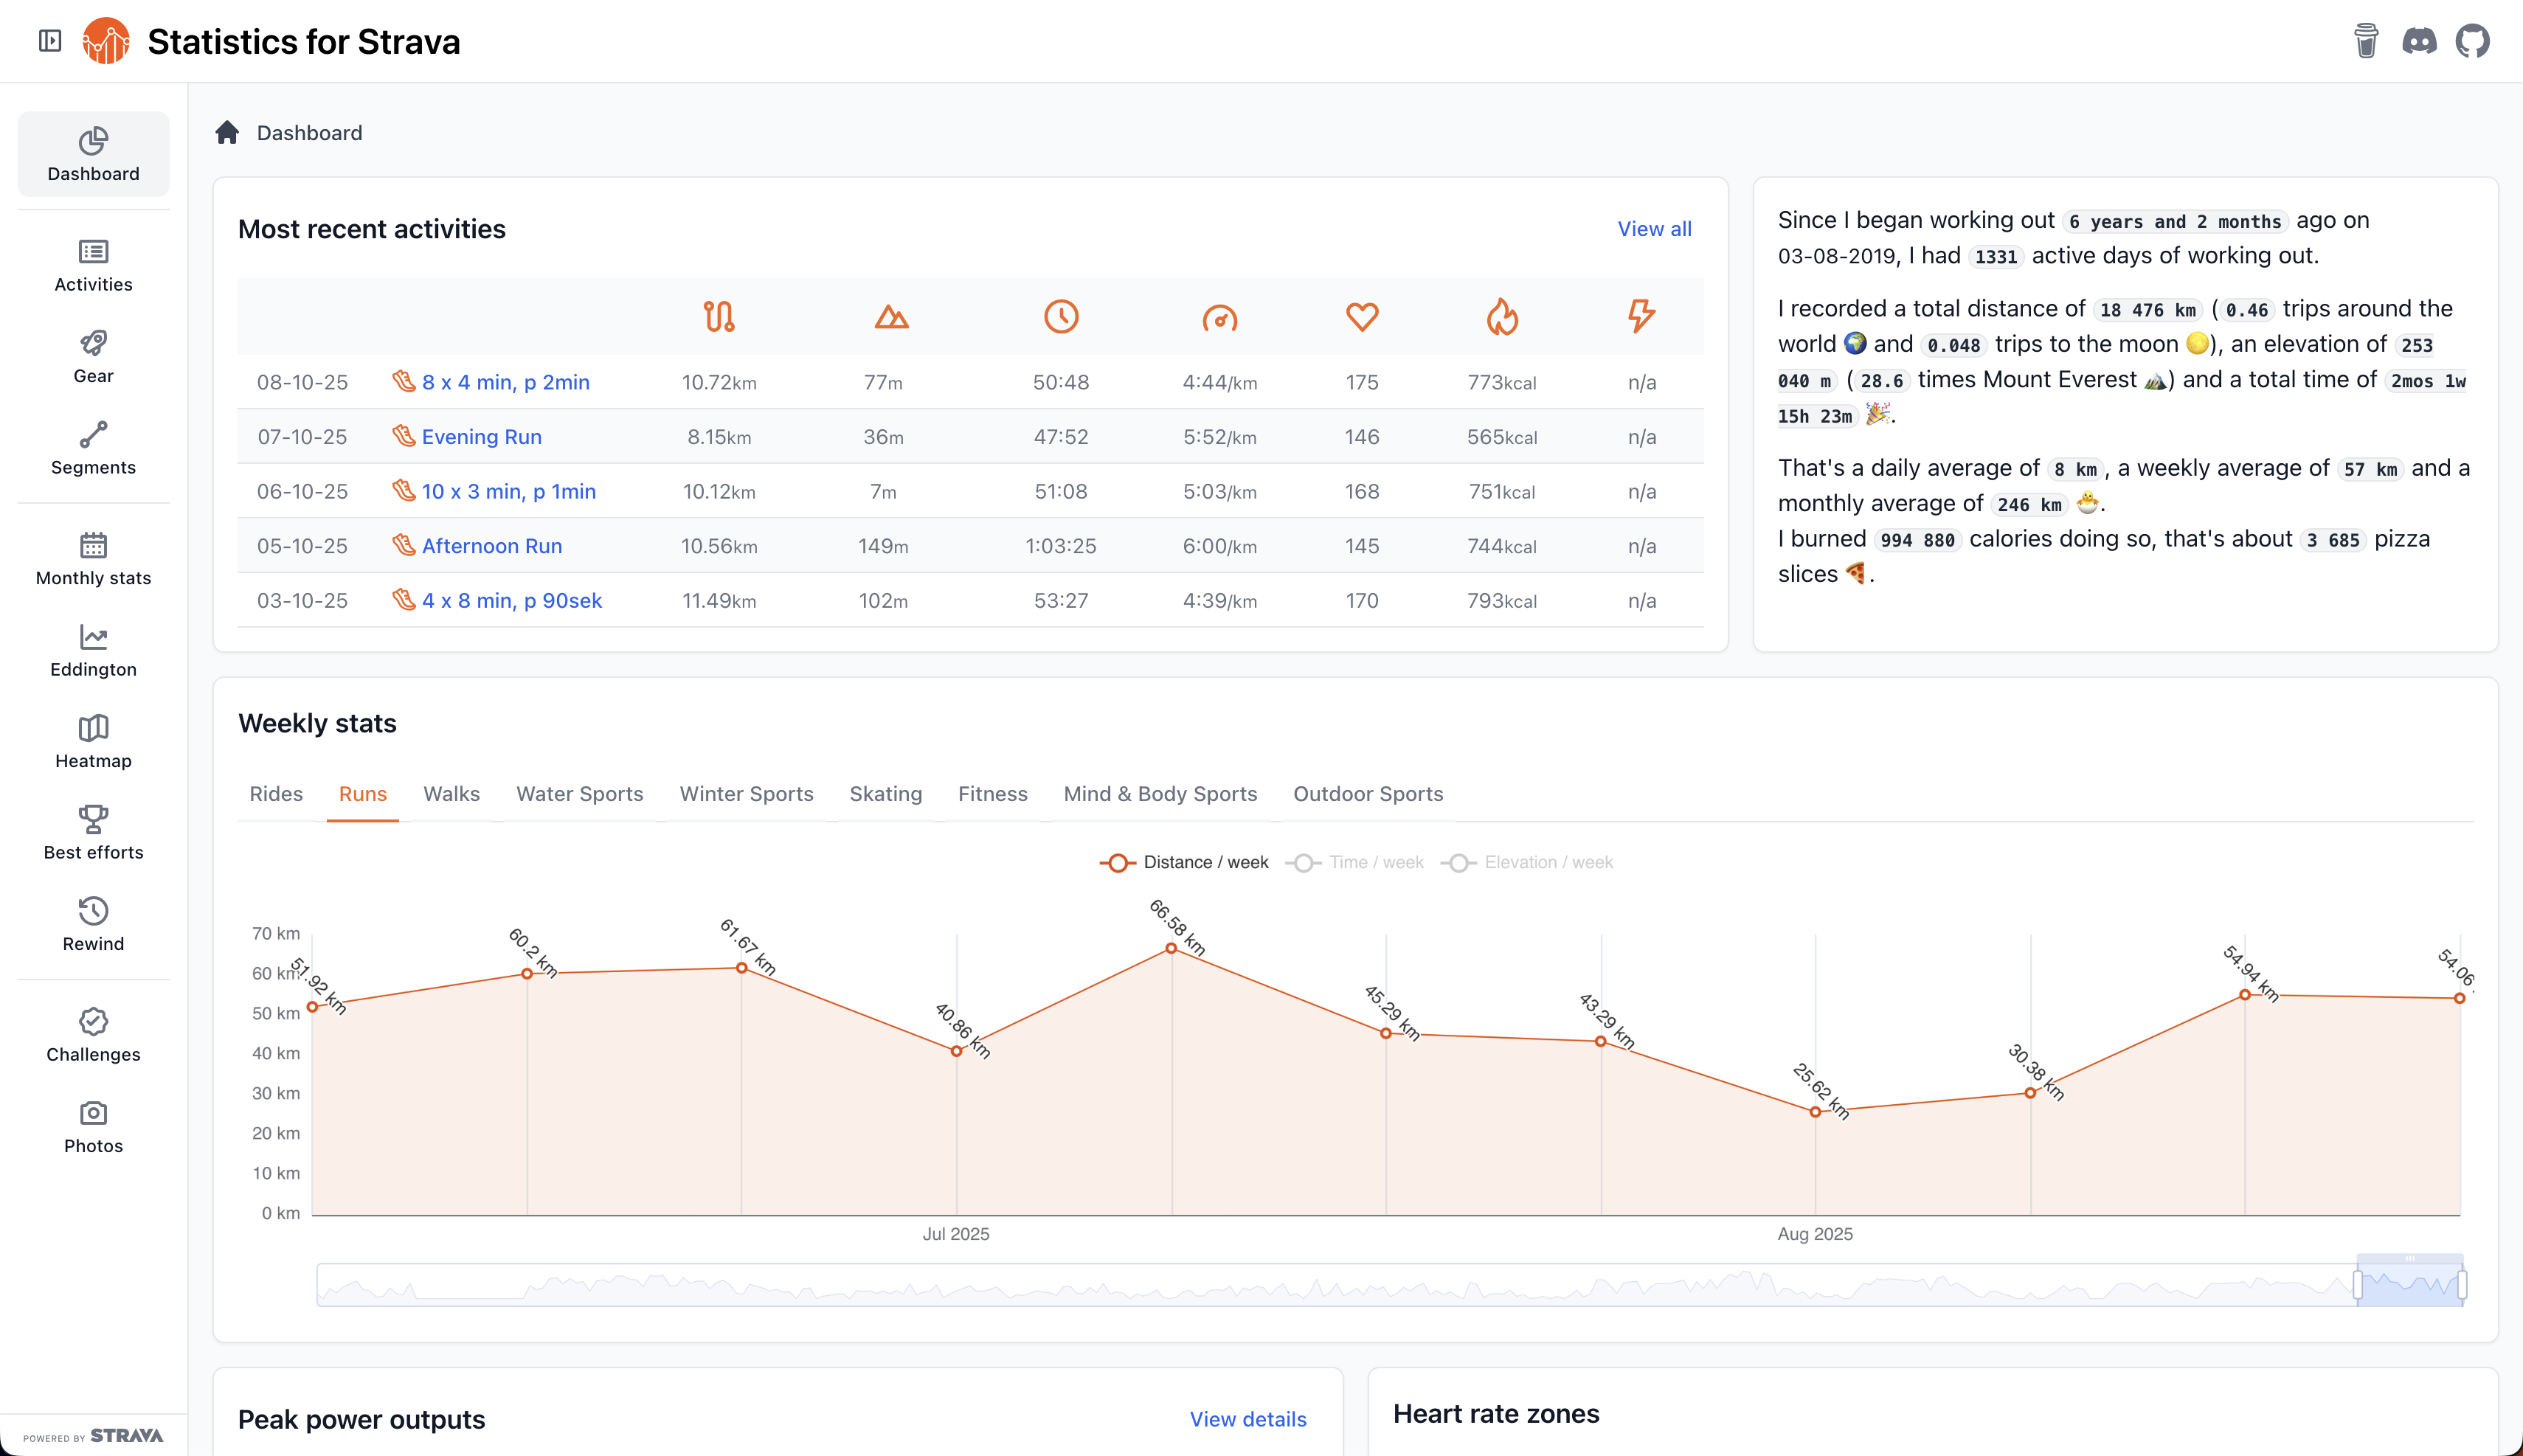 Statistics for Strava
Dashboard
Activities
Gear
Segments
Monthly stats
Eddington
Heatmap
Best efforts
Rewind
Challenges
Photos
POWERED BY STRAVA
Dashboard
Most recent activities View all
08-10-25 8 x 4 min, p 2min 10.72km 77m 50:48 4:44/km 175 773kcal n/a
07-10-25 Evening Run 8.15km 36m 47:52 5:52/km 146 565kcal n/a
06-10-25 10 x 3 min, p 1min 10.12km 7m 51:08 5:03/km 168 751kcal n/a
05-10-25 Afternoon Run 10.56km 149m 1:03:25 6:00/km 145 744kcal n/a
03-10-25 4 x 8 min, p 90sek 11.49km 102m 53:27 4:39/km 170 793kcal n/a
Since I began working out 6 years and 2 months ago on
03-08-2019, I had 1331 active days of working out.
I recorded a total distance of 18 476 km (0.46 trips around the
world 🌍 and 0.048 trips to the moon 🌕), an elevation of 253
040 m (28.6 times Mount Everest 🏔️) and a total time of 2mos 1w
15h 23m 🎉.
That's a daily average of 8 km, a weekly average of 57 km and a
monthly average of 246 km 🐣.
I burned 994 880 calories doing so, that's about 3 685 pizza
slices 🍕.
Weekly stats
Rides Runs Walks Water Sports Winter Sports Skating Fitness Mind & Body Sports Outdoor Sports
Distance / week Time / week Elevation / week
70 km
60 km
50 km
40 km
30 km
20 km
10 km
0 km
51.92 km
60.2 km
61.67 km
40.86 km
66.58 km
45.29 km
43.29 km
25.62 km
30.38 km
54.94 km
54.06 .
Jul 2025 Aug 2025
Peak power outputs View details
Heart rate zones